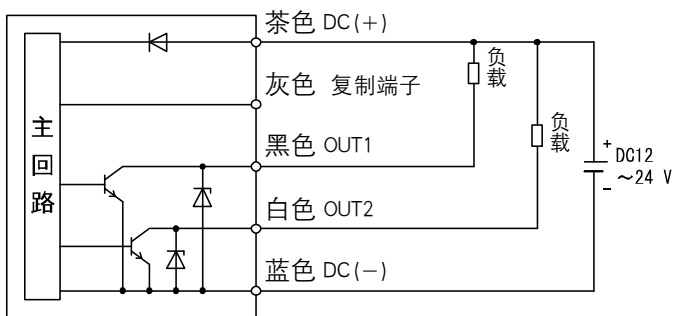 茶色 DC(+)
灰色 复制端子
黑色 OUT1
白色 OUT2
蓝色 DC(-)
主回路
负载
负载
+
DC12
～24 V
-